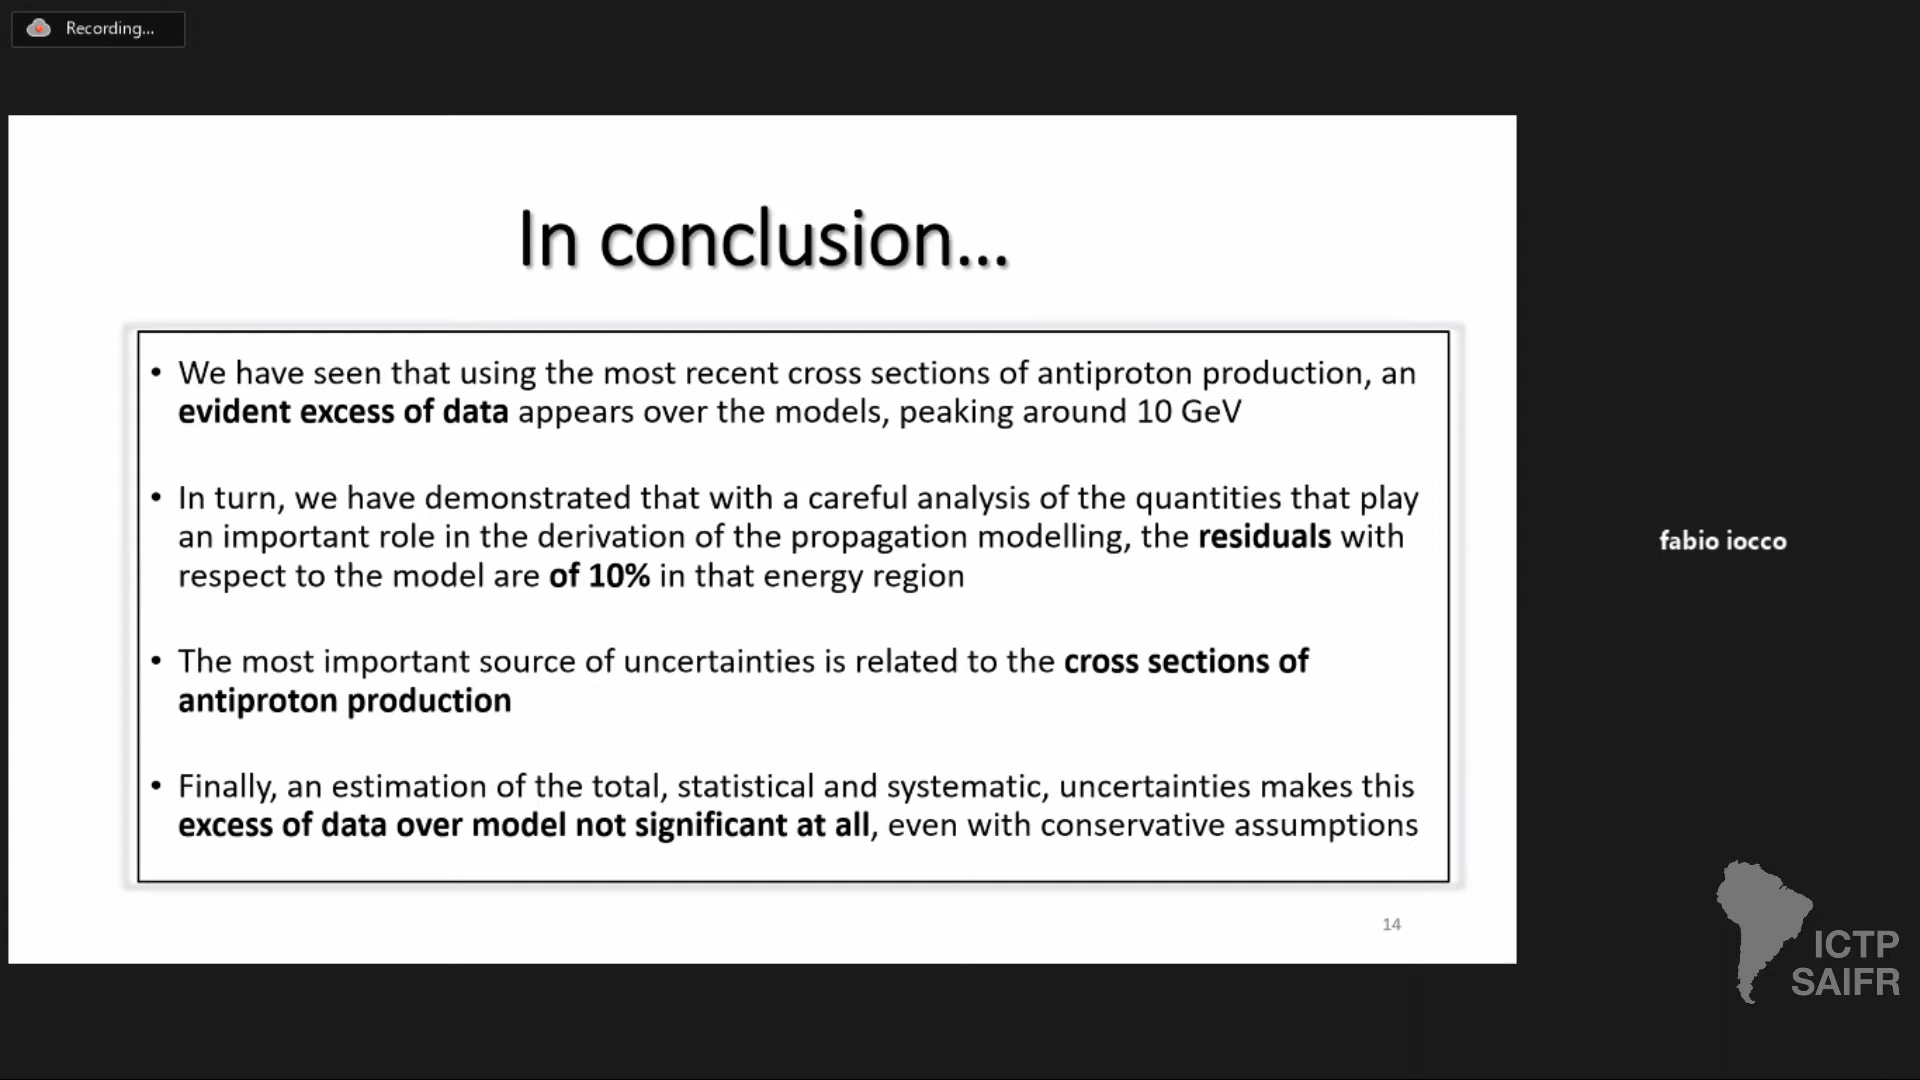 Recording...
In conclusion...
• We have seen that using the most recent cross sections of antiproton production, an
evident excess of data appears over the models, peaking around 10 GeV
• In turn, we have demonstrated that with a careful analysis of the quantities that play
an important role in the derivation of the propagation modelling, the residuals with
respect to the model are of 10% in that energy region
• The most important source of uncertainties is related to the cross sections of
antiproton production
• Finally, an estimation of the total, statistical and systematic, uncertainties makes this
excess of data over model not significant at all, even with conservative assumptions
14
fabio iocco
ICTP
SAIFR